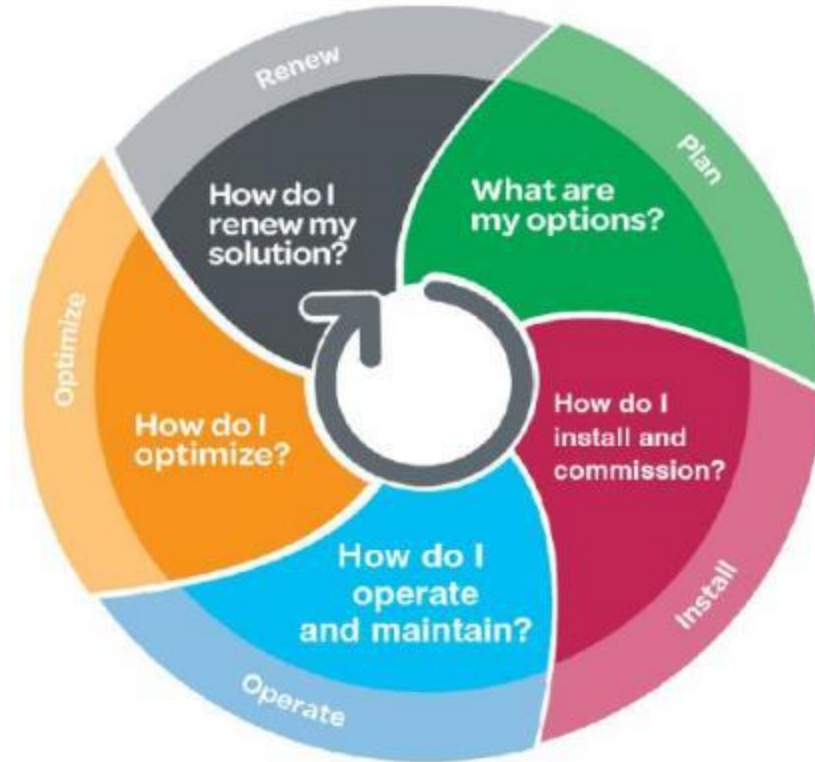 Renew
How do I
renew my
solution?
Plan
What are
my options?
How do I
install and
commission?
Install
How do I
operate
and maintain?
Operate
How do I
optimize?
Optimize